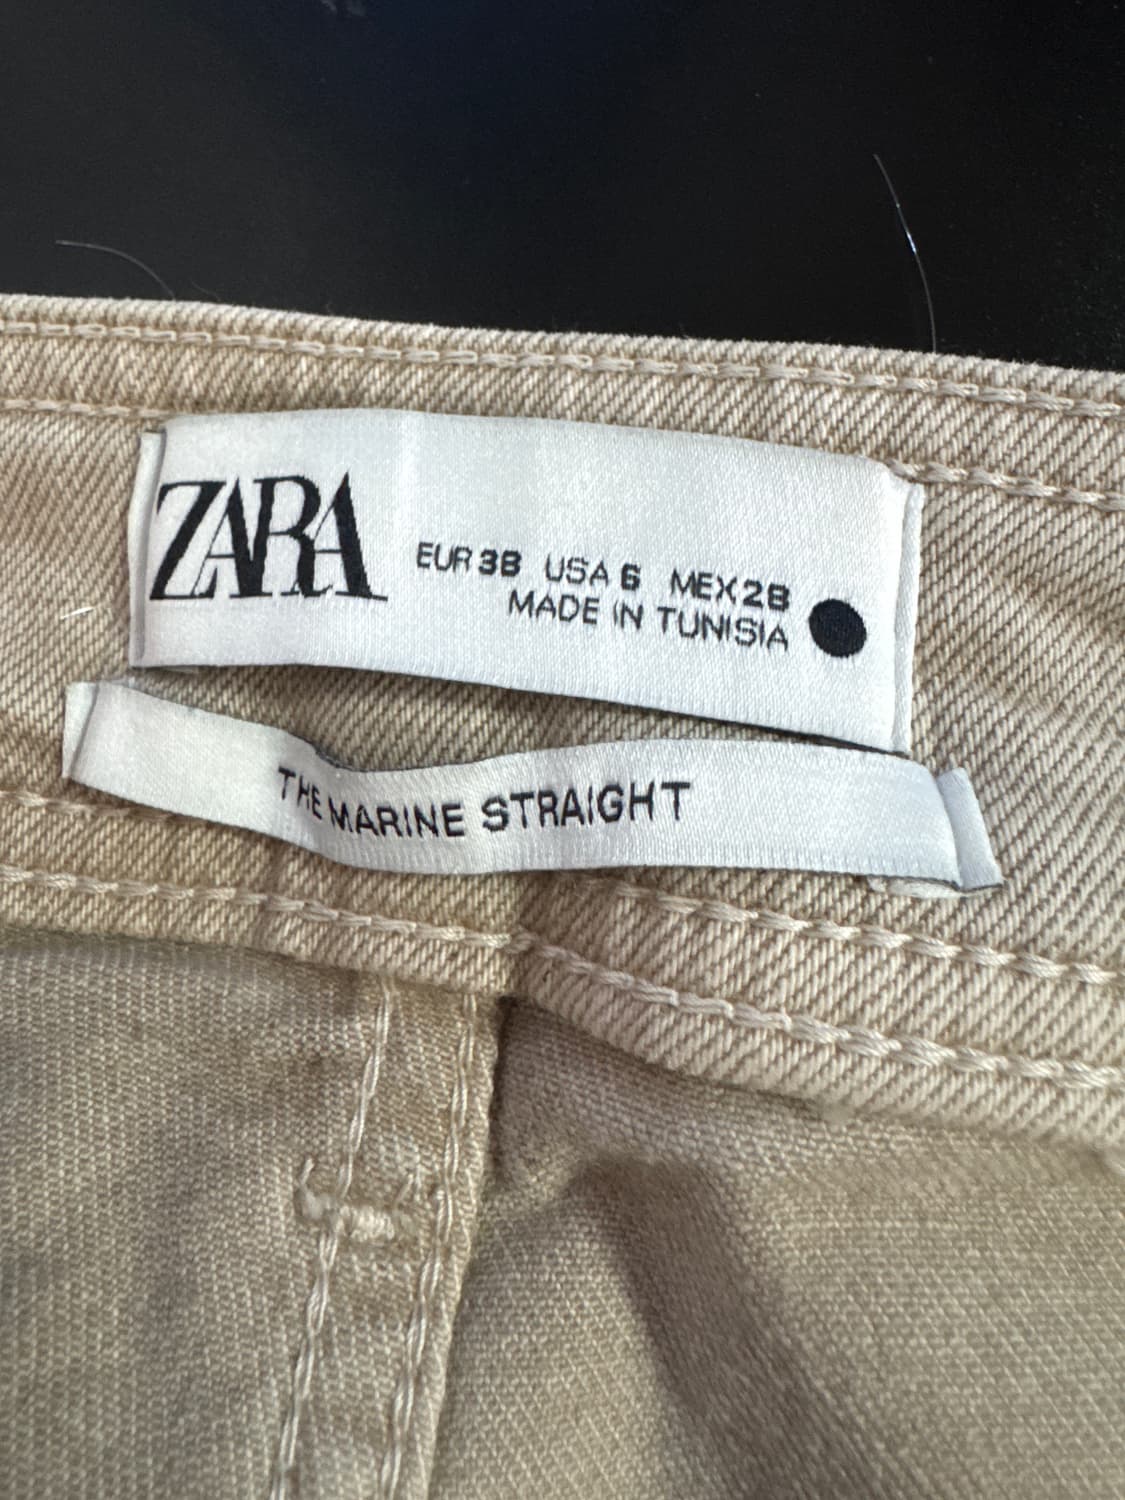 ZARA
EUR 38 USA 6 MEX 28
MADE IN TUNISIA
THE MARINE STRAIGHT